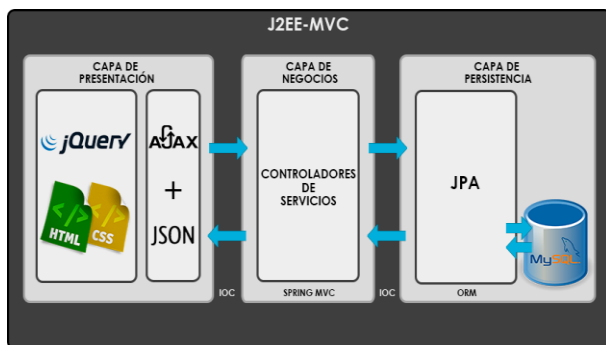 J2EE-MVC
CAPA DE
PRESENTACIÓN
jQuery
HTML
CSS
AJAX
+
JSON
IOC
CAPA DE
NEGOCIOS
CONTROLADORES
DE
SERVICIOS
SPRING MVC
IOC
CAPA DE
PERSISTENCIA
JPA
ORM
MySQL